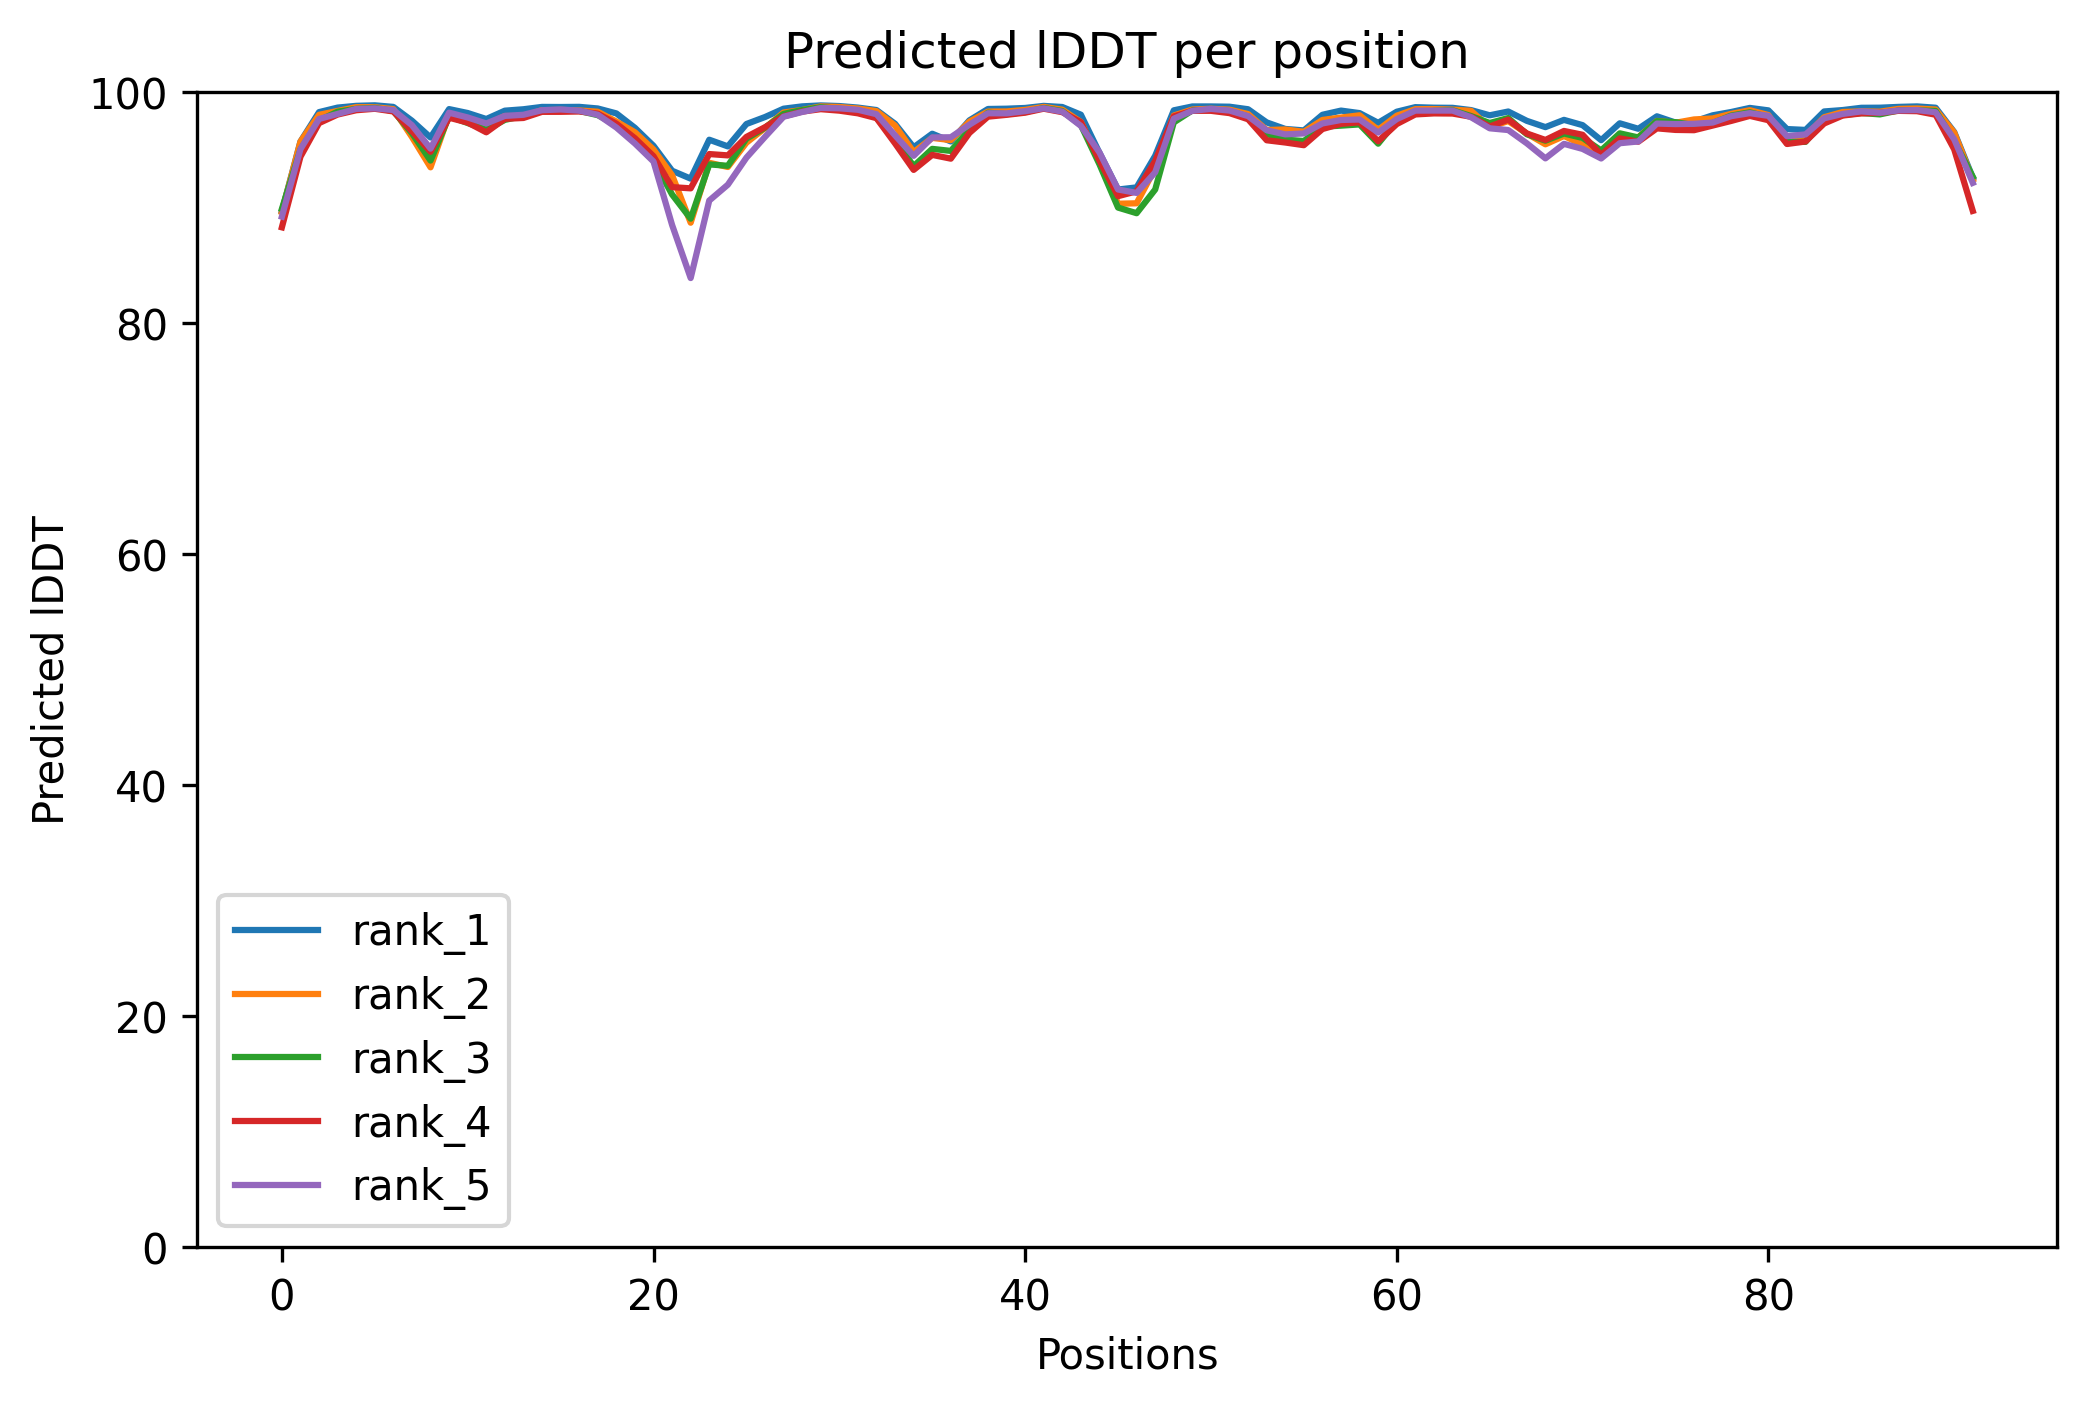 Predicted lDDT per position
100
80
60
40
20
0
Predicted lDDT
rank_1
rank_2
rank_3
rank_4
rank_5
0 20 40 60 80
Positions